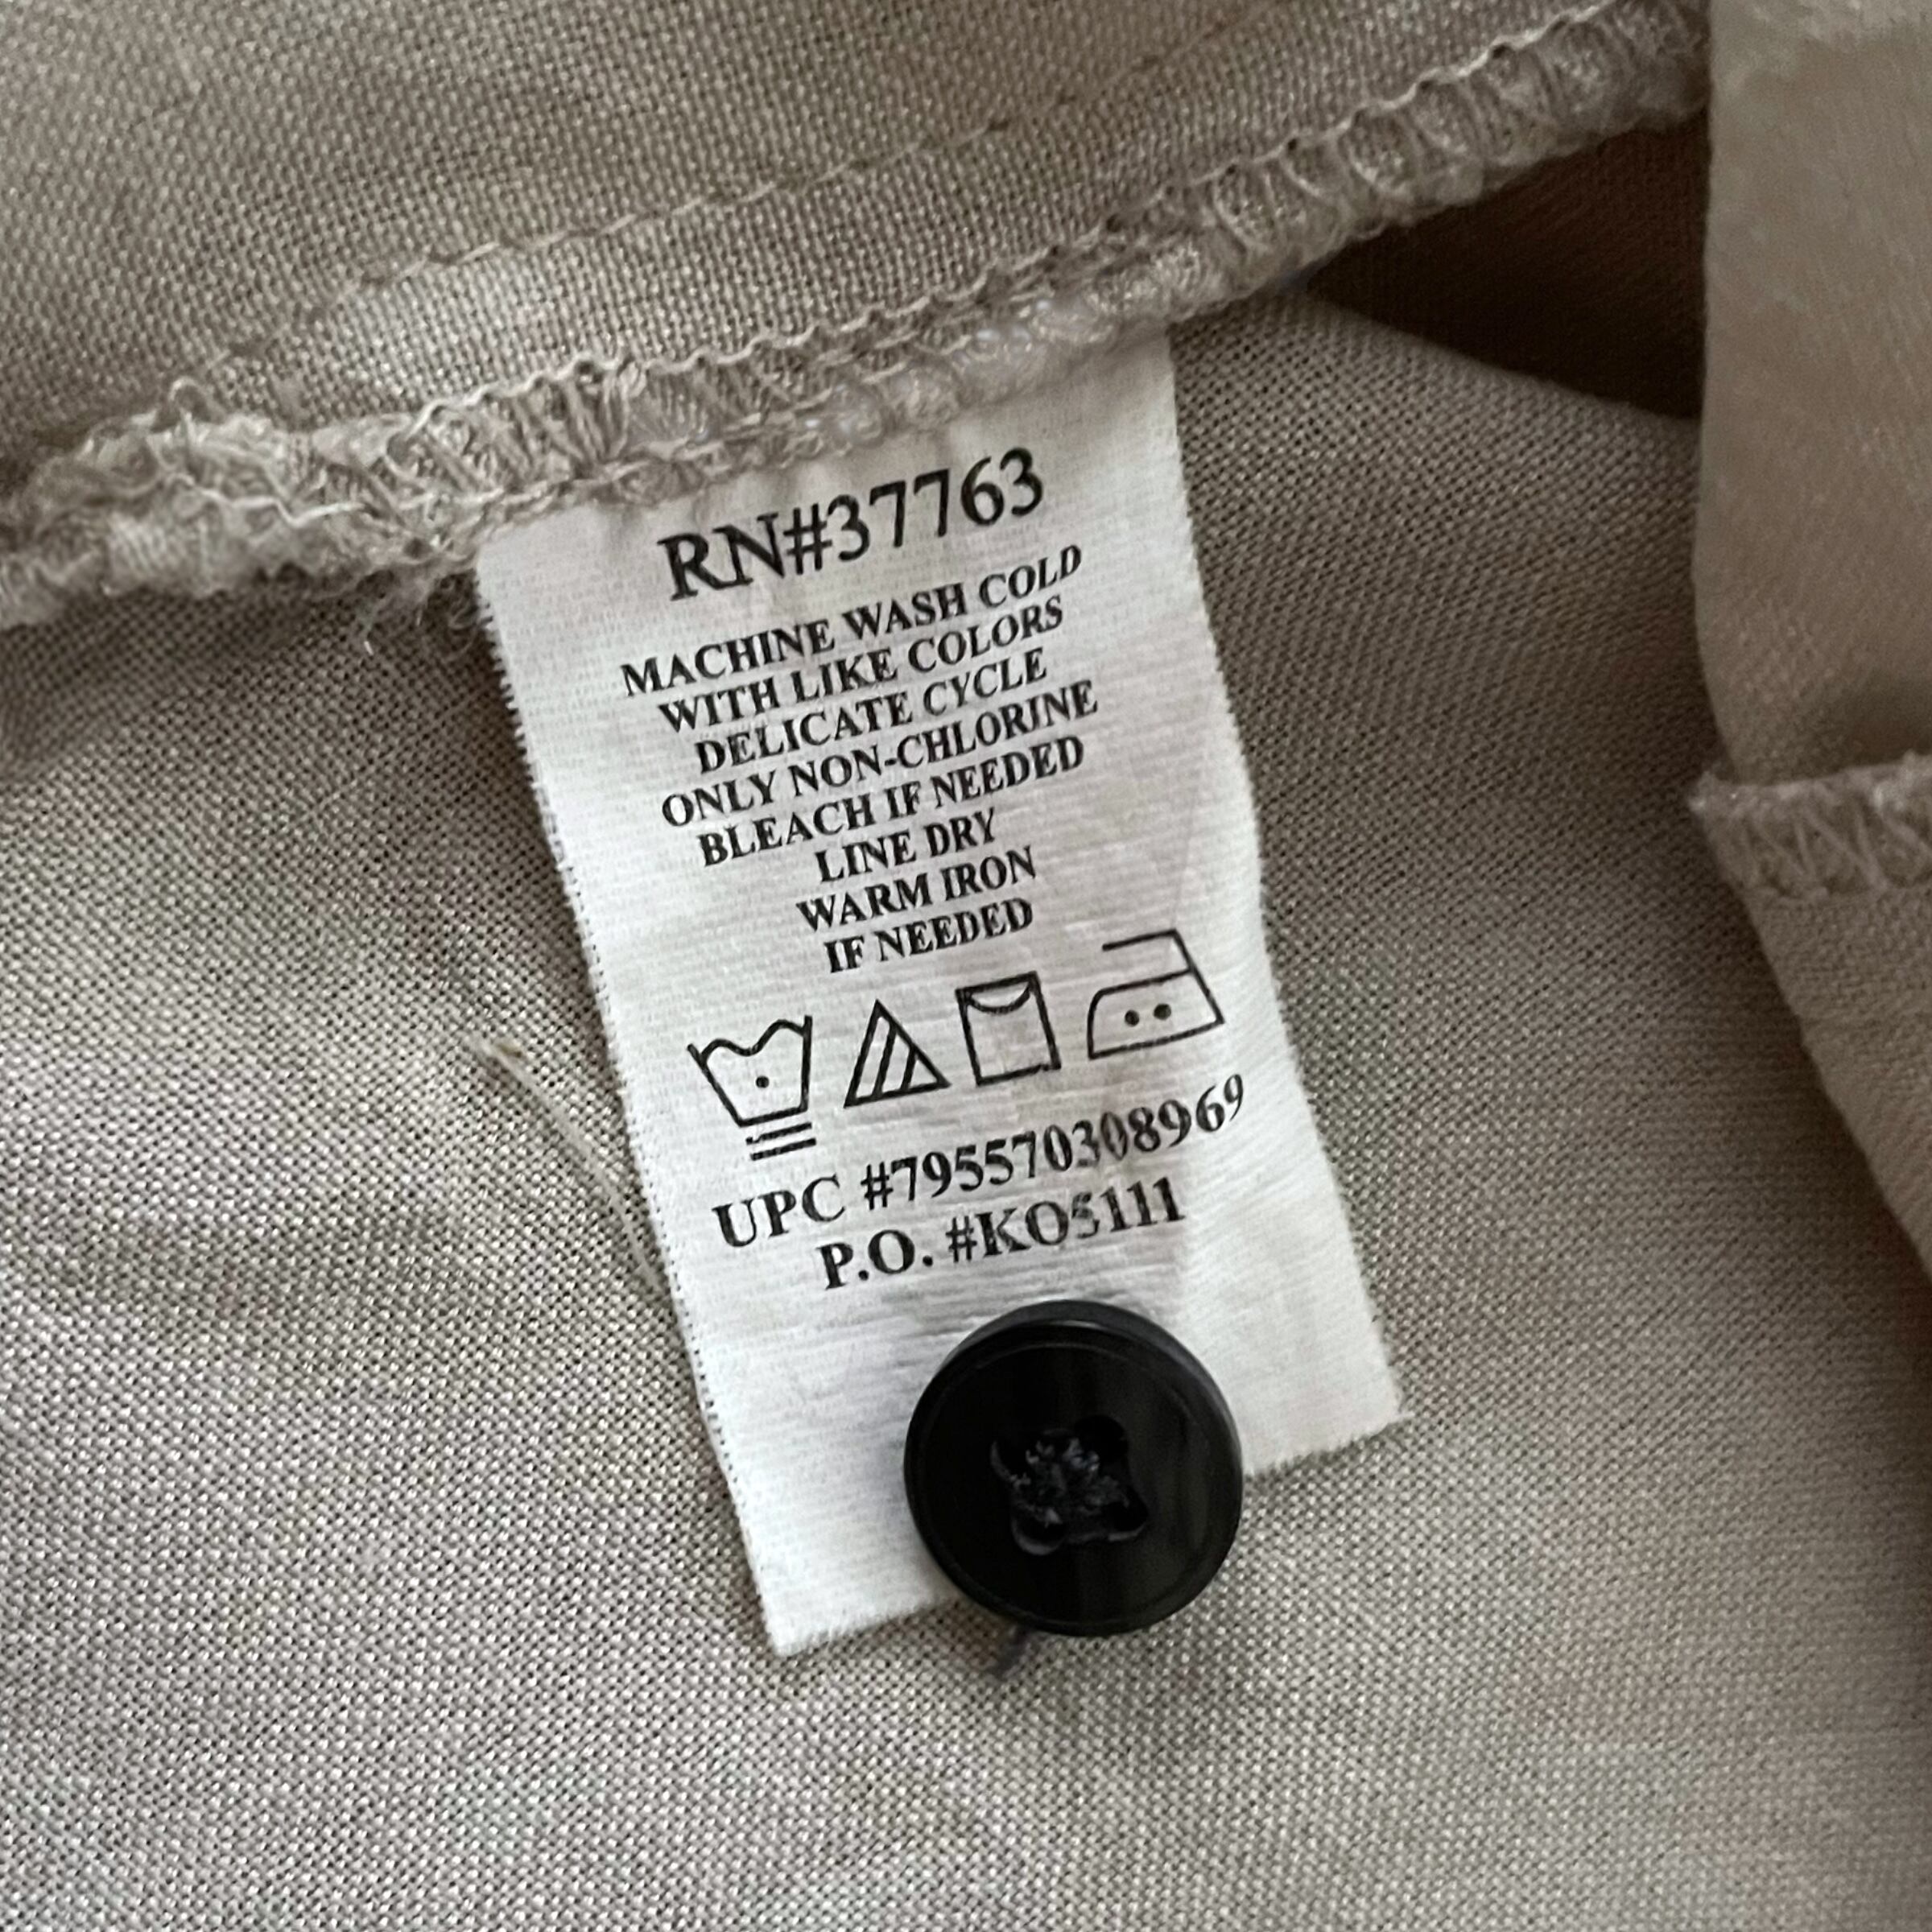 RN#37763
MACHINE WASH COLD
WITH LIKE COLORS
DELICATE CYCLE
ONLY NON-CHLORINE
BLEACH IF NEEDED
LINE DRY
WARM IRON
IF NEEDED
UPC #795570308969
P.O. #KO5111